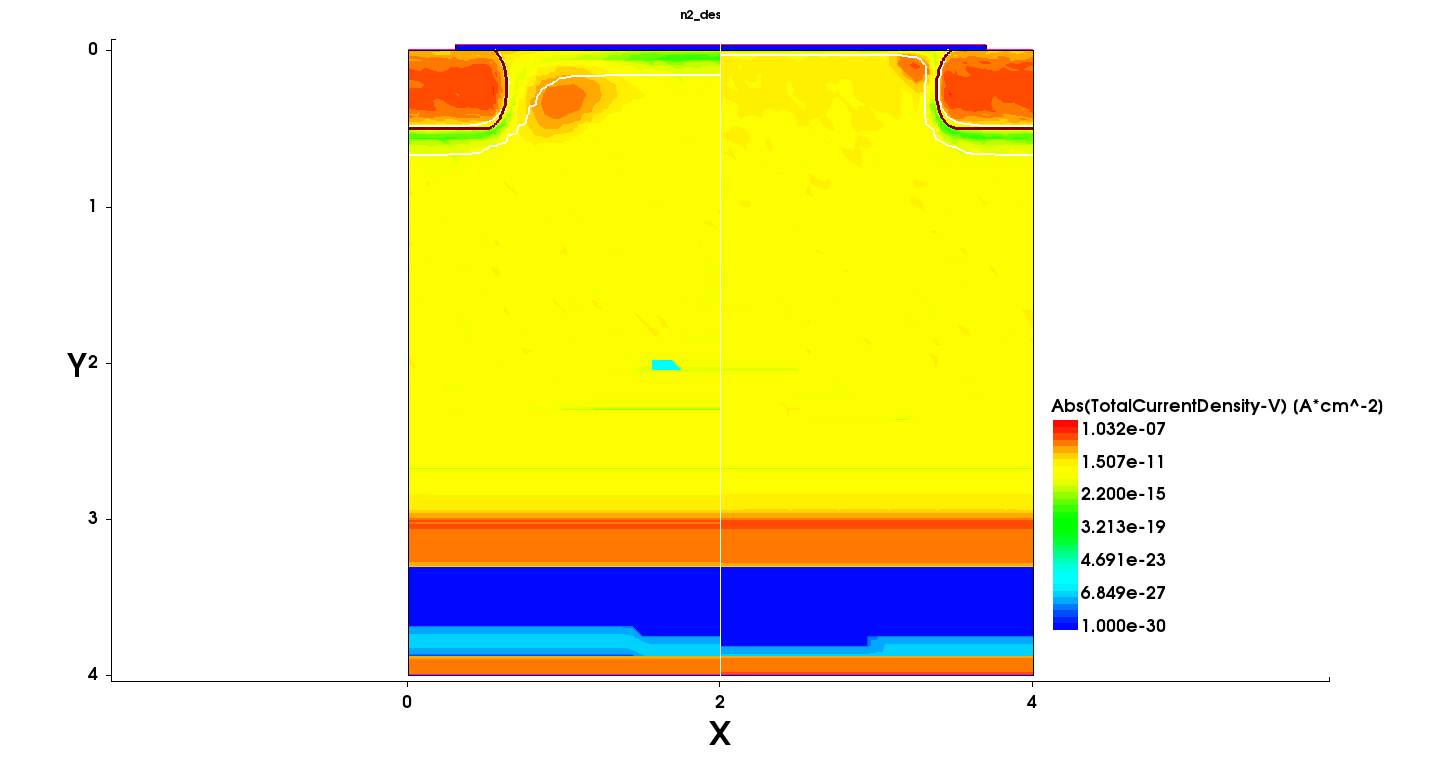 n2_des
0
1
Y 2
3
4
0 2 4
X
Abs(TotalCurrentDensity-V) (A*cm^-2)
1.032e-07
1.507e-11
2.200e-15
3.213e-19
4.691e-23
6.849e-27
1.000e-30